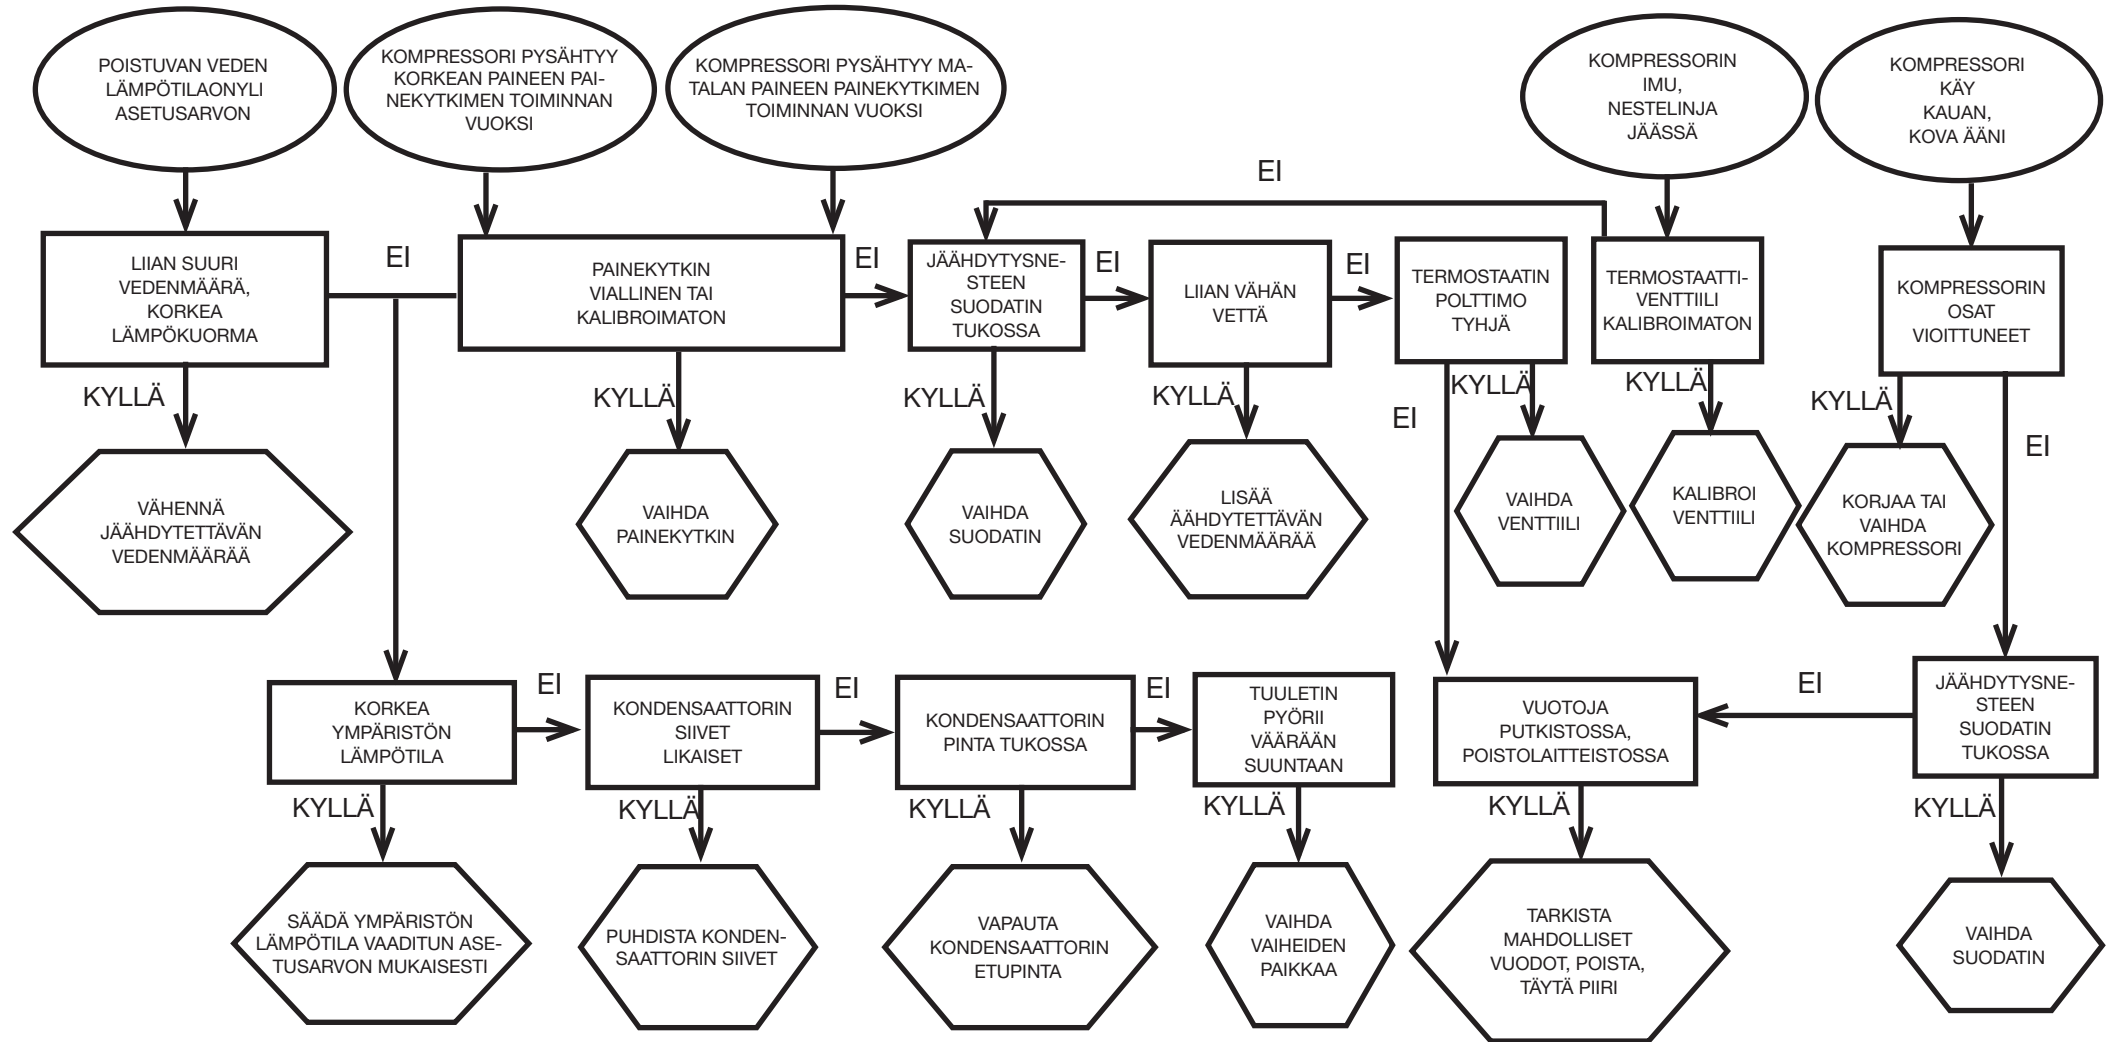 POISTUVAN VEDEN
LÄMPÖTILAONYLI
ASETUSARVON
KOMPRESSORI PYSÄHTYY
KORKEAN PAINEEN PAI-
NEKYTKIMEN TOIMINNAN
VUOKSI
KOMPRESSORI PYSÄHTYY MA-
TALAN PAINEEN PAINEKYTKIMEN
TOIMINNAN VUOKSI
KOMPRESSORIN
IMU,
NESTELINJA
JÄÄSSÄ
KOMPRESSORI
KÄY
KAUAN,
KOVA ÄÄNI
EI
LIIAN SUURI
VEDENMÄÄRÄ,
KORKEA
LÄMPÖKUORMA
EI
PAINEKYTKIN
VIALLINEN TAI
KALIBROIMATON
EI
JÄÄHDYTYSNE-
STEEN
SUODATIN
TUKOSSA
EI
LIIAN VÄHÄN
VETTÄ
EI
TERMOSTAATIN
POLTTIMO
TYHJÄ
TERMOSTAATTI-
VENTTIILI
KALIBROIMATON
KOMPRESSORIN
OSAT
VIOITTUNEET
KYLLÄ
KYLLÄ
KYLLÄ
KYLLÄ
EI
KYLLÄ
KYLLÄ
KYLLÄ
EI
VÄHENNÄ
JÄÄHDYTETTÄVÄN
VEDENMÄÄRÄÄ
VAIHDA
PAINEKYTKIN
VAIHDA
SUODATIN
LISÄÄ
ÄÄHDYTETTÄVÄN
VEDENMÄÄRÄÄ
VAIHDA
VENTTIILI
KALIBROI
VENTTIILI
KORJAA TAI
VAIHDA
KOMPRESSORI
KORKEA
YMPÄRISTÖN
LÄMPÖTILA
EI
KONDENSAATTORIN
SIIVET
LIKAISET
EI
KONDENSAATTORIN
PINTA TUKOSSA
EI
TUULETIN
PYÖRII
VÄÄRÄÄN
SUUNTAAN
VUOTOJA
PUTKISTOSSA,
POISTOLAITTEISTOSSA
EI
JÄÄHDYTYSNE-
STEEN
SUODATIN
TUKOSSA
KYLLÄ
KYLLÄ
KYLLÄ
KYLLÄ
KYLLÄ
KYLLÄ
SÄÄDÄ YMPÄRISTÖN
LÄMPÖTILA VAADITUN ASE-
TUSARVON MUKAISESTI
PUHDISTA KONDEN-
SAATTORIN SIIVET
VAPAUTA
KONDENSAATTORIN
ETUPINTA
VAIHDA
VAIHEIDEN
PAIKKAA
TARKISTA
MAHDOLLISET
VUODOT, POISTA,
TÄYTÄ PIIRI
VAIHDA
SUODATIN